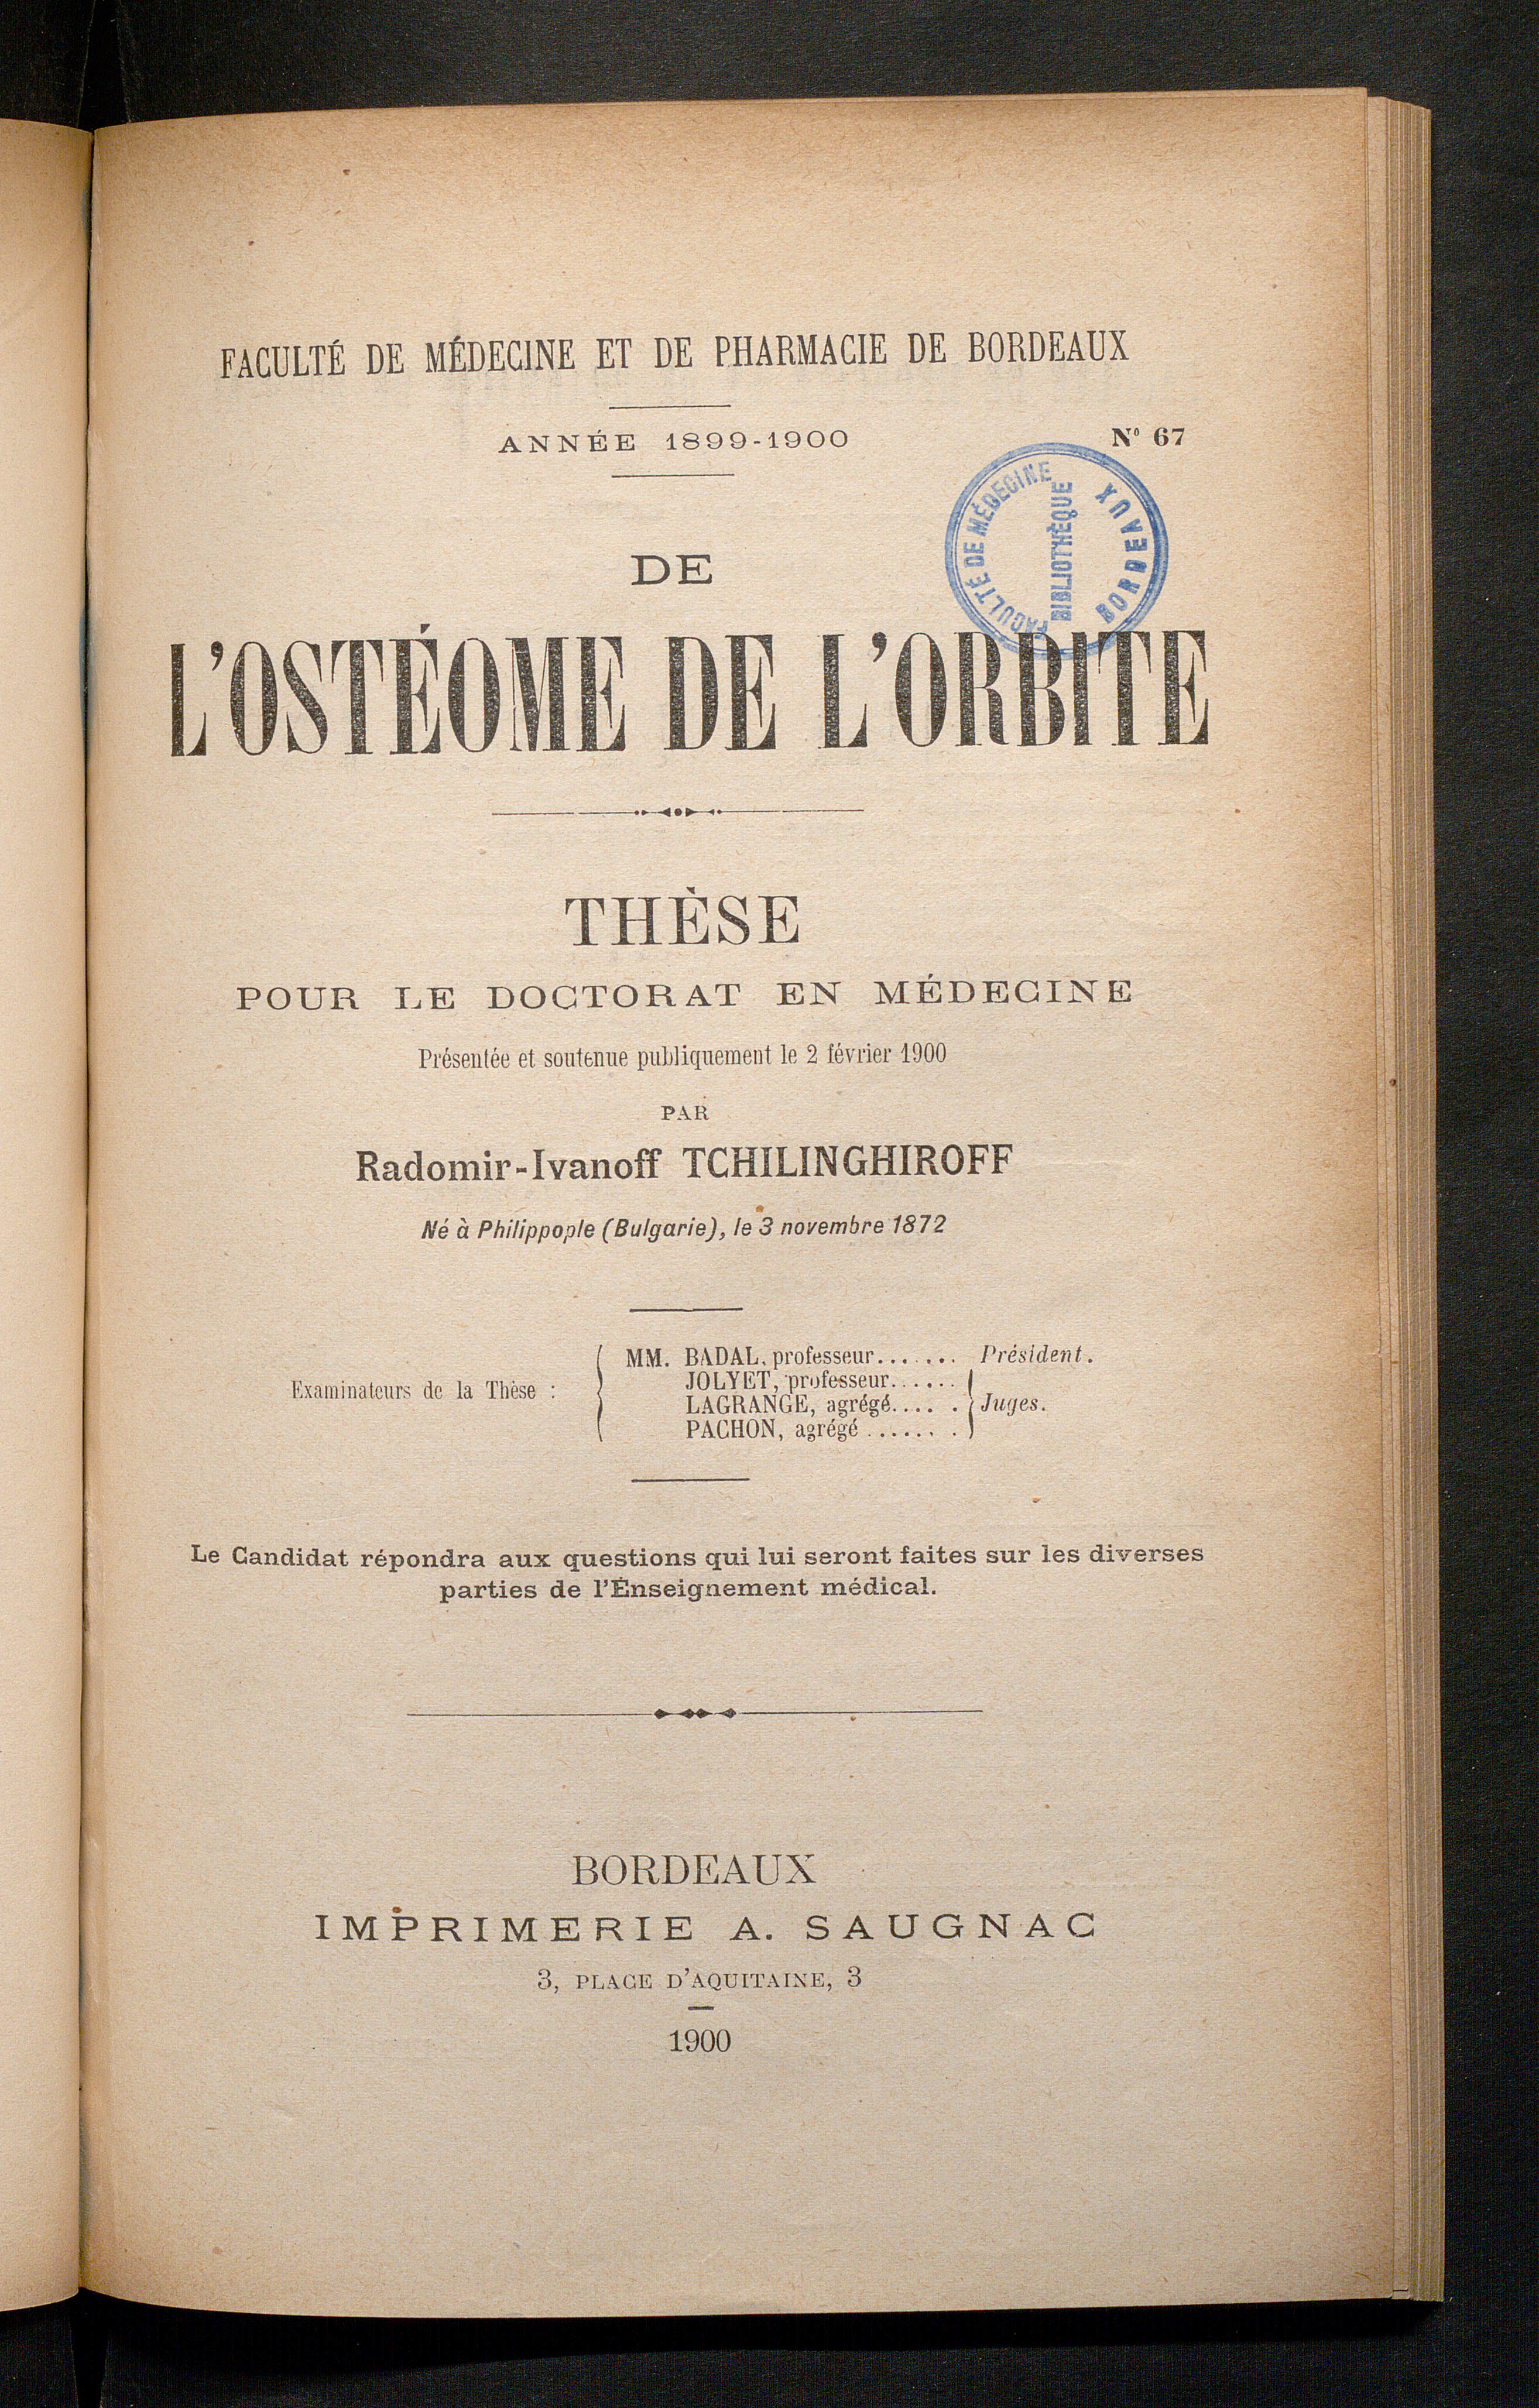 FACULTÉ DE MÉDECINE ET DE PHARMACIE DE BORDEAUX
ANNÉE 1899-1900
N° 67
FACULTÉ DE MÉDECINE
BIBLIOTHÈQUE
BORDEAUX
DE
L'OSTÉOME DE L'ORBITE
THÈSE
POUR LE DOCTORAT EN MÉDECINE
Présentée et soutenue publiquement le 2 février 1900
PAR
Radomir-Ivanoff TCHILINGHIROFF
Né à Philippople (Bulgarie), le 3 novembre 1872
Examinateurs de la Thèse :
MM. BADAL, professeur....... Président.
JOLYET, professeur......
LAGRANGE, agrégé.... . Juges.
PACHON, agrégé ...... .
Le Candidat répondra aux questions qui lui seront faites sur les diverses
parties de l'Enseignement médical.
BORDEAUX
IMPRIMERIE A. SAUGNAC
3, PLACE D'AQUITAINE, 3
1900